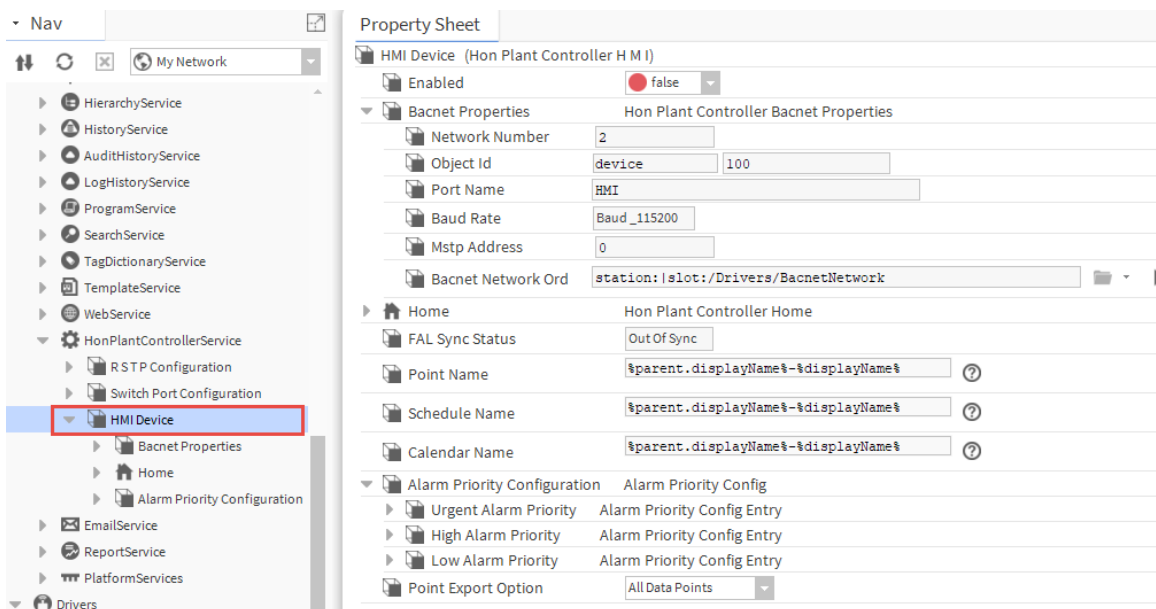 Nav
My Network
HierarchyService
HistoryService
AuditHistoryService
LogHistoryService
ProgramService
SearchService
TagDictionaryService
TemplateService
WebService
HonPlantControllerService
R S T P Configuration
Switch Port Configuration
HMI Device
Bacnet Properties
Home
Alarm Priority Configuration
EmailService
ReportService
PlatformServices
Drivers
Property Sheet
HMI Device (Hon Plant Controller H M I)
Enabled false
Bacnet Properties Hon Plant Controller Bacnet Properties
Network Number 2
Object Id device 100
Port Name HMI
Baud Rate Baud _115200
Mstp Address 0
Bacnet Network Ord station:|slot:/Drivers/BacnetNetwork
Home Hon Plant Controller Home
FAL Sync Status Out Of Sync
Point Name %parent.displayName%-%displayName% ?
Schedule Name %parent.displayName%-%displayName% ?
Calendar Name %parent.displayName%-%displayName% ?
Alarm Priority Configuration Alarm Priority Config
Urgent Alarm Priority Alarm Priority Config Entry
High Alarm Priority Alarm Priority Config Entry
Low Alarm Priority Alarm Priority Config Entry
Point Export Option All Data Points